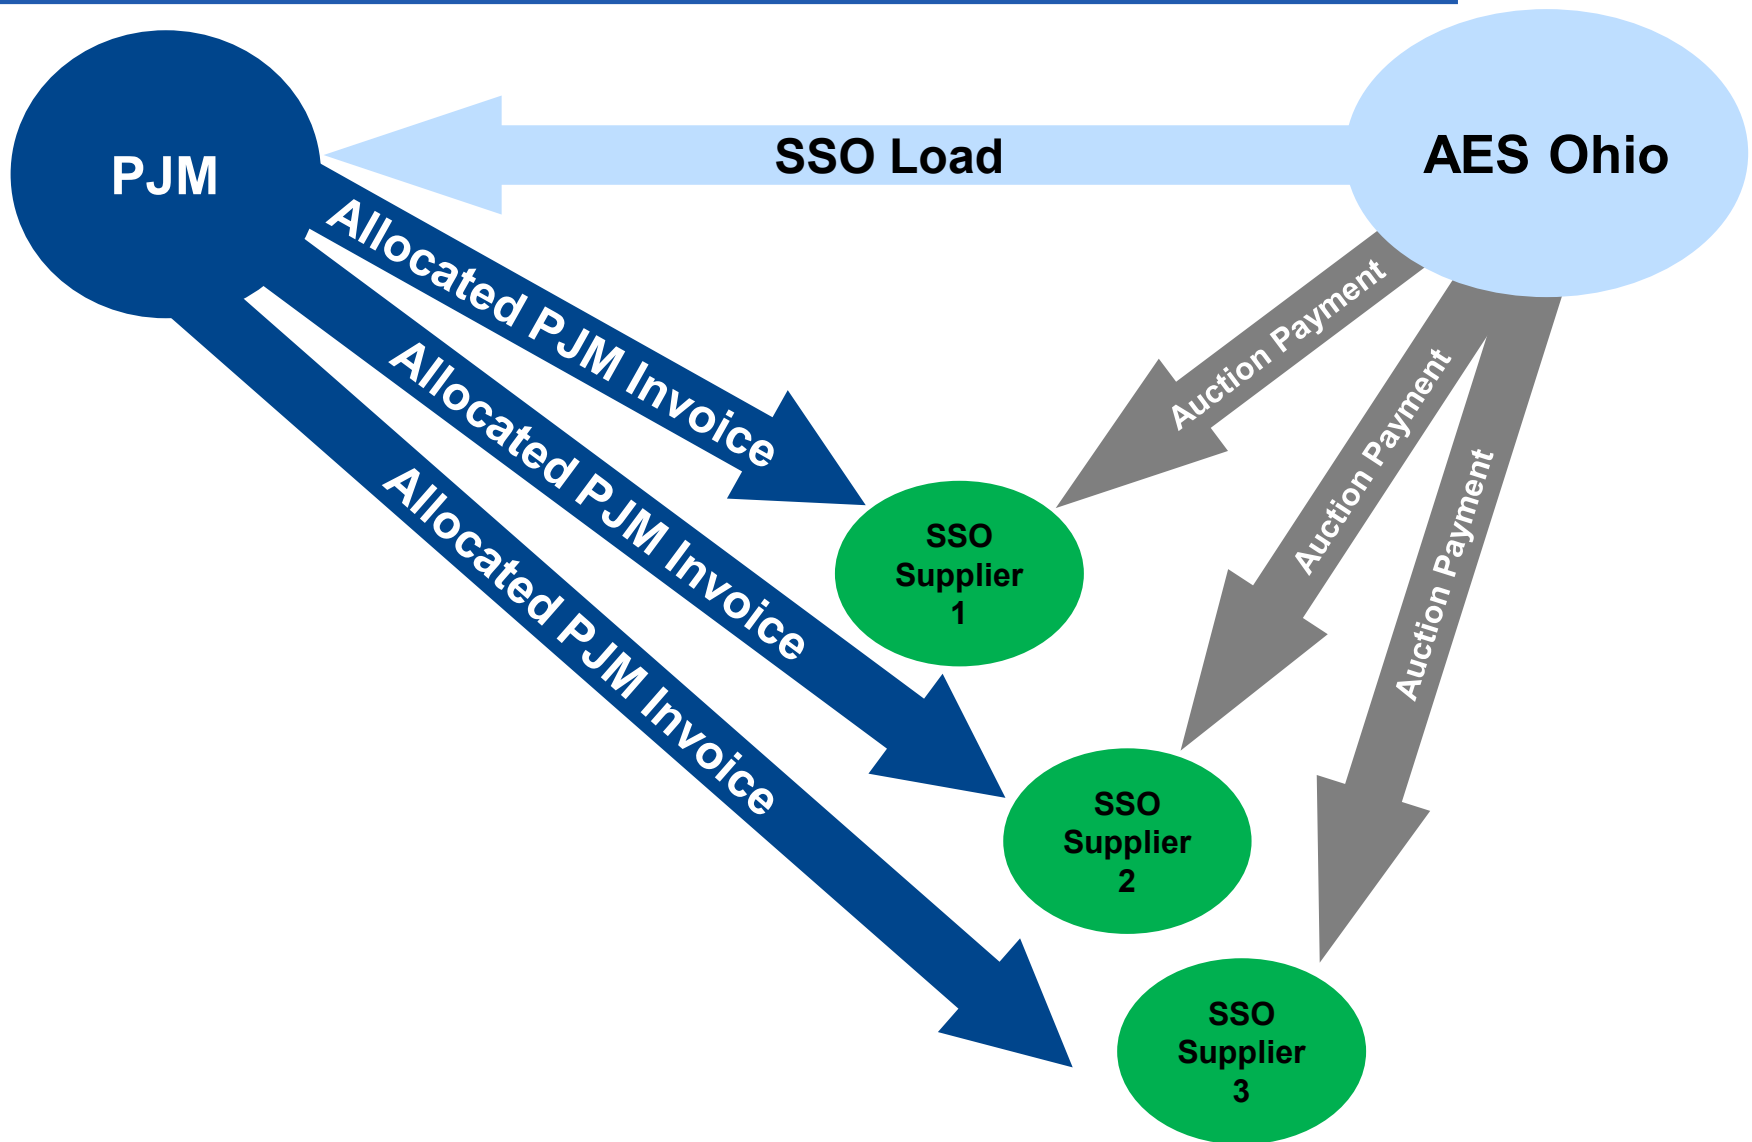 PJM
SSO Load
AES Ohio
Allocated PJM Invoice
Allocated PJM Invoice
Allocated PJM Invoice
Auction Payment
Auction Payment
Auction Payment
SSO
Supplier
1
SSO
Supplier
2
SSO
Supplier
3